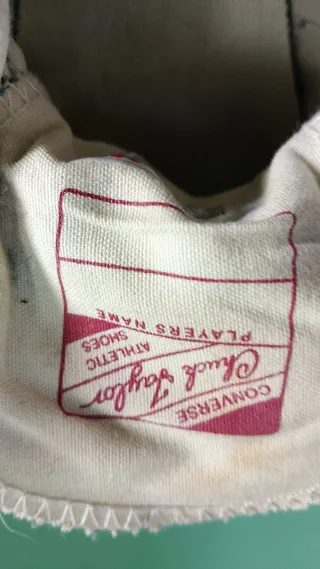 CONVERSE
Chuck Taylor
ATHLETIC
SHOES
PLAYERS NAME